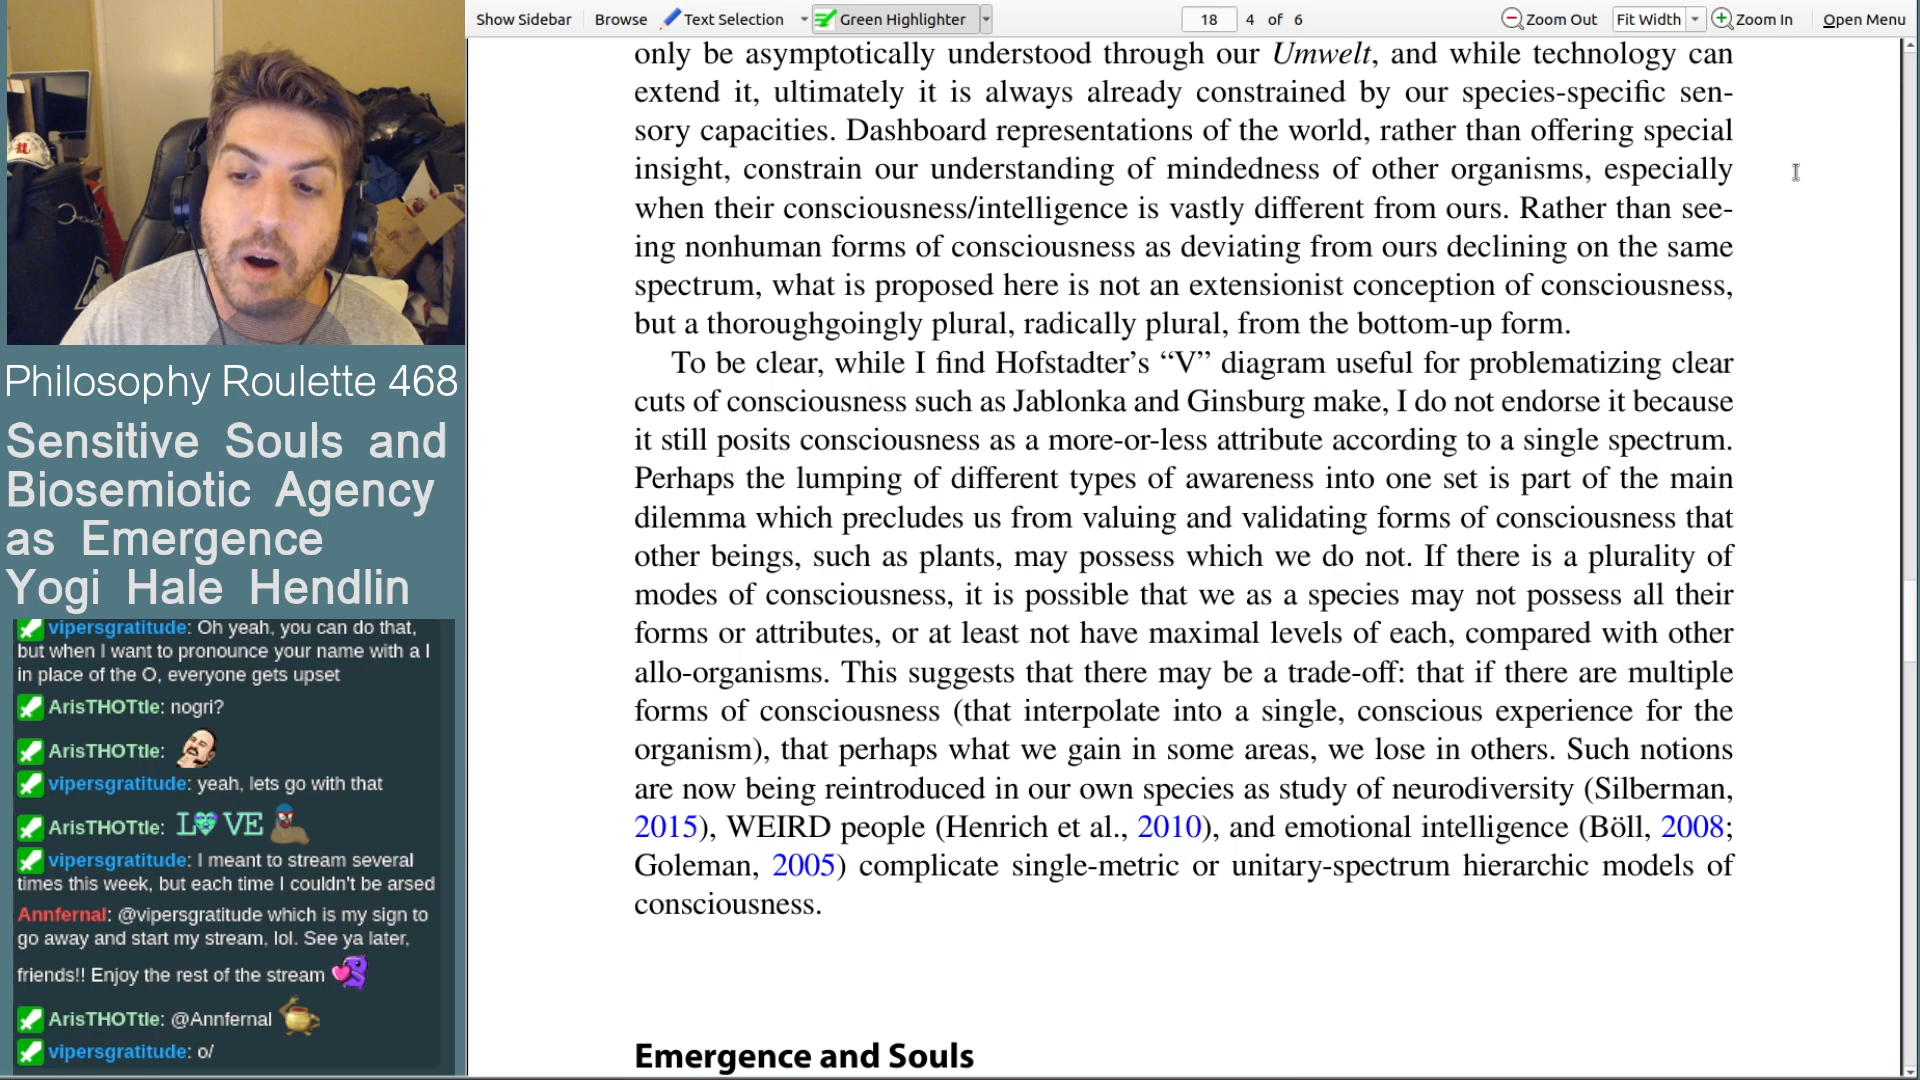 Show Sidebar Browse Text Selection Green Highlighter 18 4 of 6 Zoom Out Fit Width Zoom In Open Menu
only be asymptotically understood through our Umwelt, and while technology can
extend it, ultimately it is always already constrained by our species-specific sen-
sory capacities. Dashboard representations of the world, rather than offering special
insight, constrain our understanding of mindedness of other organisms, especially
when their consciousness/intelligence is vastly different from ours. Rather than see-
ing nonhuman forms of consciousness as deviating from ours declining on the same
spectrum, what is proposed here is not an extensionist conception of consciousness,
but a thoroughgoingly plural, radically plural, from the bottom-up form.
To be clear, while I find Hofstadter's “V” diagram useful for problematizing clear
cuts of consciousness such as Jablonka and Ginsburg make, I do not endorse it because
it still posits consciousness as a more-or-less attribute according to a single spectrum.
Perhaps the lumping of different types of awareness into one set is part of the main
dilemma which precludes us from valuing and validating forms of consciousness that
other beings, such as plants, may possess which we do not. If there is a plurality of
modes of consciousness, it is possible that we as a species may not possess all their
forms or attributes, or at least not have maximal levels of each, compared with other
allo-organisms. This suggests that there may be a trade-off: that if there are multiple
forms of consciousness (that interpolate into a single, conscious experience for the
organism), that perhaps what we gain in some areas, we lose in others. Such notions
are now being reintroduced in our own species as study of neurodiversity (Silberman,
2015), WEIRD people (Henrich et al., 2010), and emotional intelligence (Böll, 2008;
Goleman, 2005) complicate single-metric or unitary-spectrum hierarchic models of
consciousness.
Emergence and Souls
Philosophy Roulette 468
Sensitive Souls and
Biosemiotic Agency
as Emergence
Yogi Hale Hendlin
vipersgratitude: Oh yeah, you can do that,
but when I want to pronounce your name with a I
in place of the O, everyone gets upset
ArisTHOTtle: nogri?
ArisTHOTtle:
vipersgratitude: yeah, lets go with that
ArisTHOTtle: LOVE
vipersgratitude: I meant to stream several
times this week, but each time I couldn't be arsed
Annfernal: @vipersgratitude which is my sign to
go away and start my stream, lol. See ya later,
friends!! Enjoy the rest of the stream
ArisTHOTtle: @Annfernal
vipersgratitude: o/